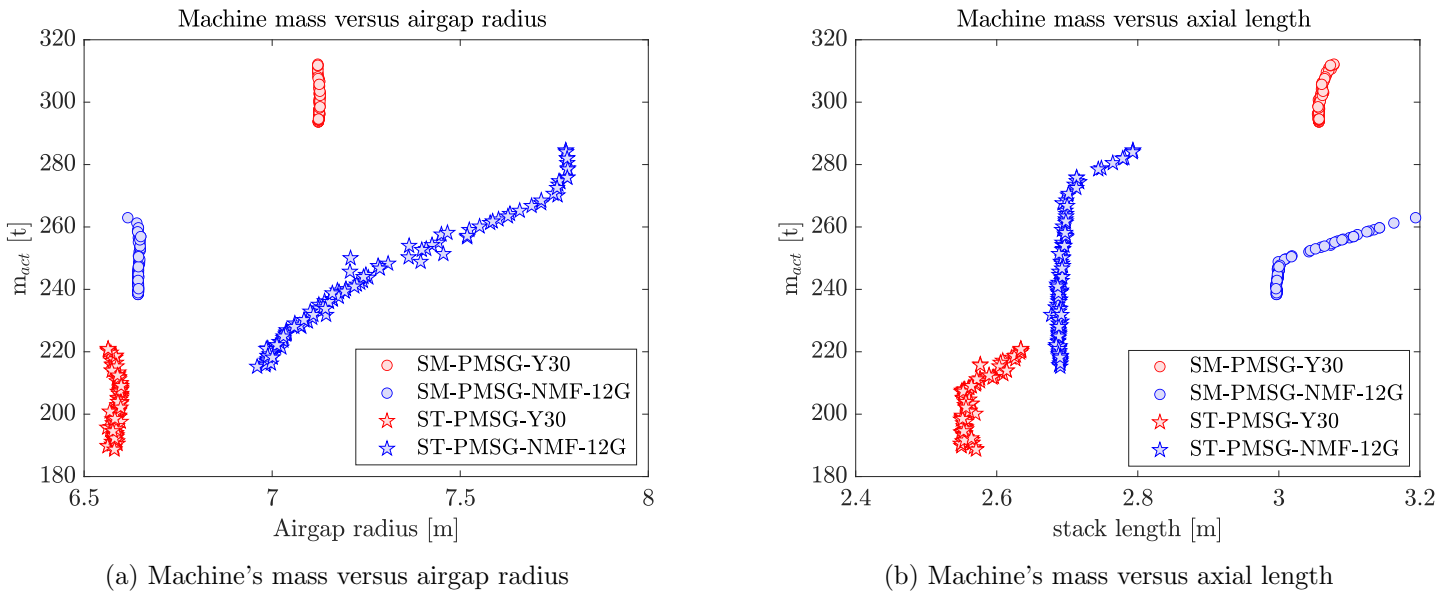 Machine mass versus airgap radius
320
300
280
260
240
220
200
180
m_act [t]
6.5 7 7.5 8
Airgap radius [m]
SM-PMSG-Y30
SM-PMSG-NMF-12G
ST-PMSG-Y30
ST-PMSG-NMF-12G
(a) Machine's mass versus airgap radius
Machine mass versus axial length
320
300
280
260
240
220
200
180
m_act [t]
2.4 2.6 2.8 3 3.2
stack length [m]
SM-PMSG-Y30
SM-PMSG-NMF-12G
ST-PMSG-Y30
ST-PMSG-NMF-12G
(b) Machine's mass versus axial length